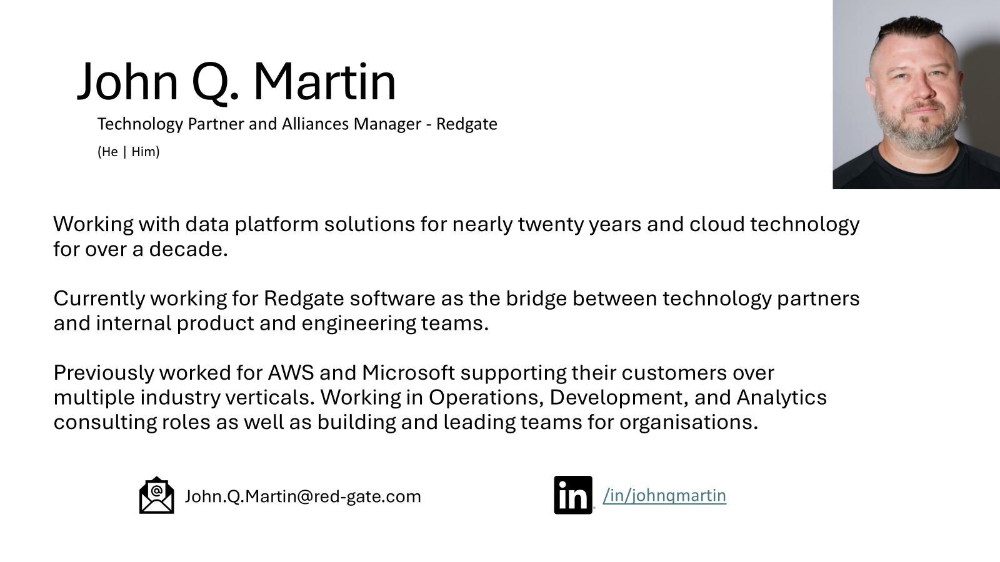 John Q. Martin
Technology Partner and Alliances Manager - Redgate
(He | Him)
Working with data platform solutions for nearly twenty years and cloud technology
for over a decade.
Currently working for Redgate software as the bridge between technology partners
and internal product and engineering teams.
Previously worked for AWS and Microsoft supporting their customers over
multiple industry verticals. Working in Operations, Development, and Analytics
consulting roles as well as building and leading teams for organisations.
@ John.Q.Martin@red-gate.com
in /in/johnqmartin